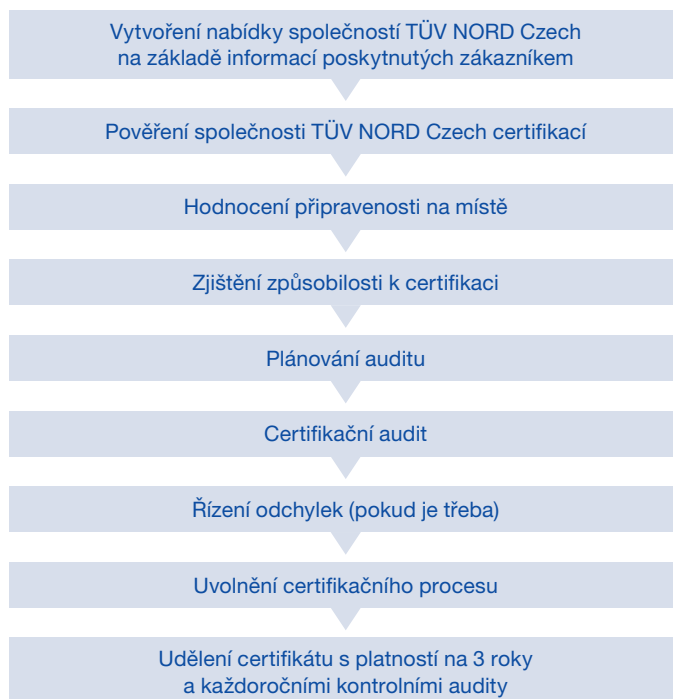 Vytvoření nabídky společností TÜV NORD Czech
na základě informací poskytnutých zákazníkem
Pověření společnosti TÜV NORD Czech certifikací
Hodnocení připravenosti na místě
Zjištění způsobilosti k certifikaci
Plánování auditu
Certifikační audit
Řízení odchylek (pokud je třeba)
Uvolnění certifikačního procesu
Udělení certifikátu s platností na 3 roky
a každoročními kontrolními audity